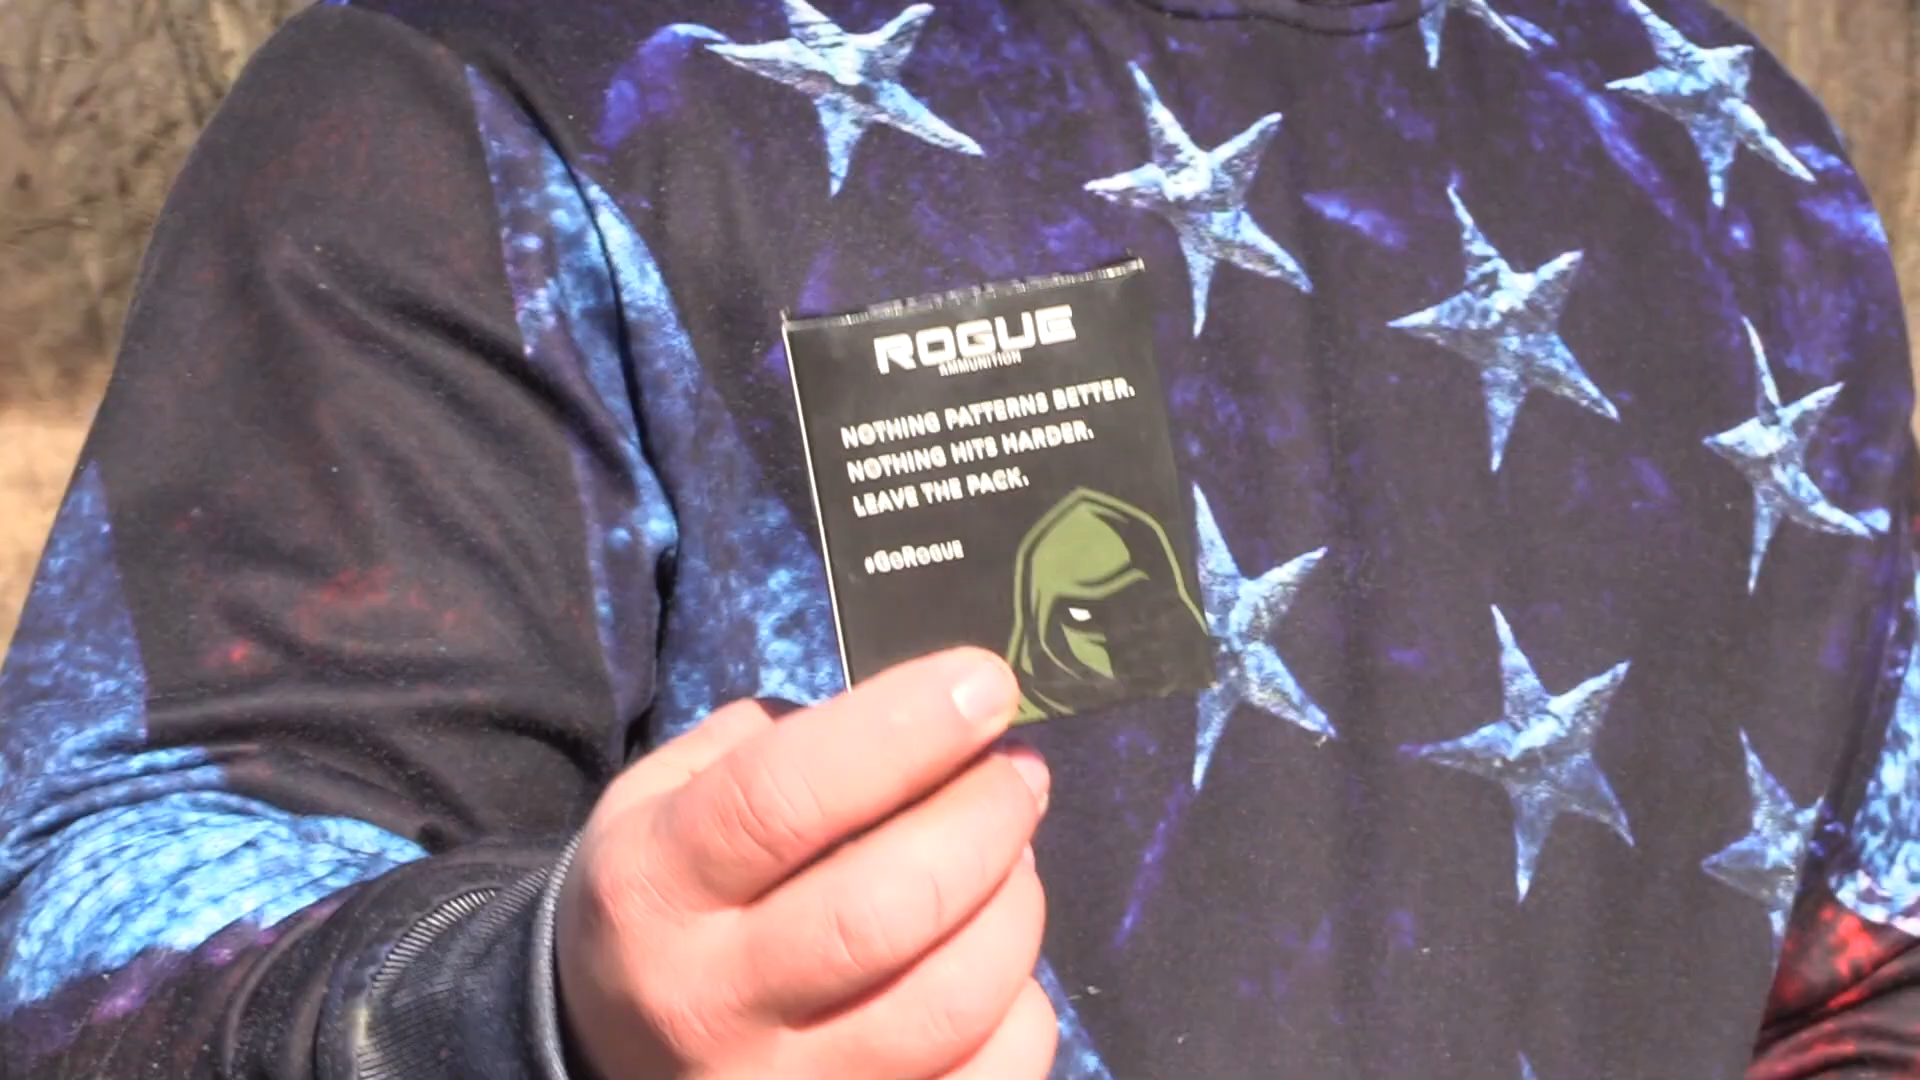 ROGUE
AMMUNITION
NOTHING PATTERNS BETTER.
NOTHING HITS HARDER.
LEAVE THE PACK.
#GoRogue